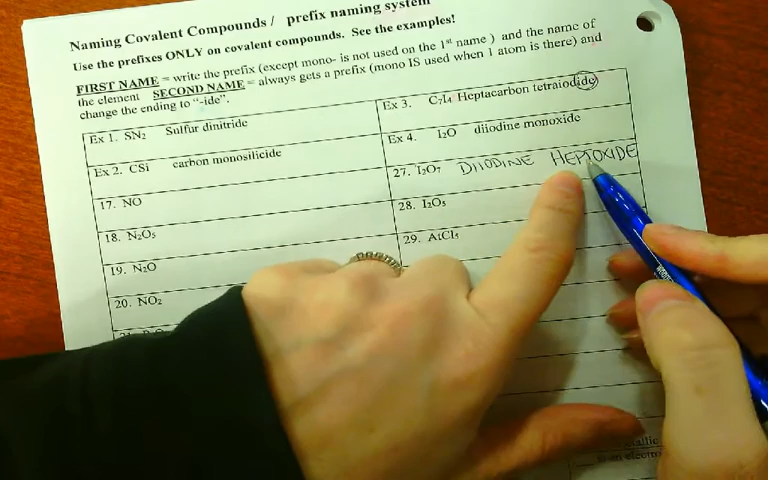 Naming Covalent Compounds / prefix naming system
Use the prefixes ONLY on covalent compounds. See the examples!
FIRST NAME = write the prefix (except mono- is not used on the 1st name ) and the name of
the element SECOND NAME = always gets a prefix (mono IS used when 1 atom is there) and
change the ending to "-ide".
Ex 1. SN2 Sulfur dinitride
Ex 2. CSi carbon monosilicide
17. NO
18. N2O5
19. N2O
20. NO2
Ex 3. C7I4 Heptacarbon tetraiodide
Ex 4. I2O diiodine monoxide
27. I2O7 DIIODINE HEPTOXIDE
28. I2O5
29. AtCl5